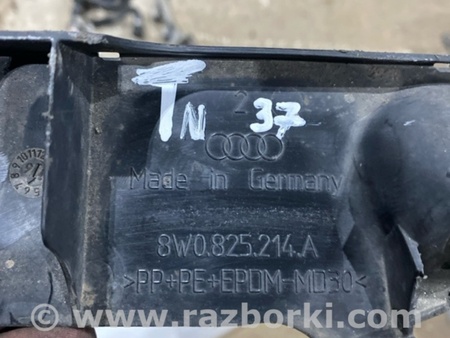 TN 37
Made in Germany
8W0.825.214.A
>PP+PE+EPDM-MD30<
www.razborki.com